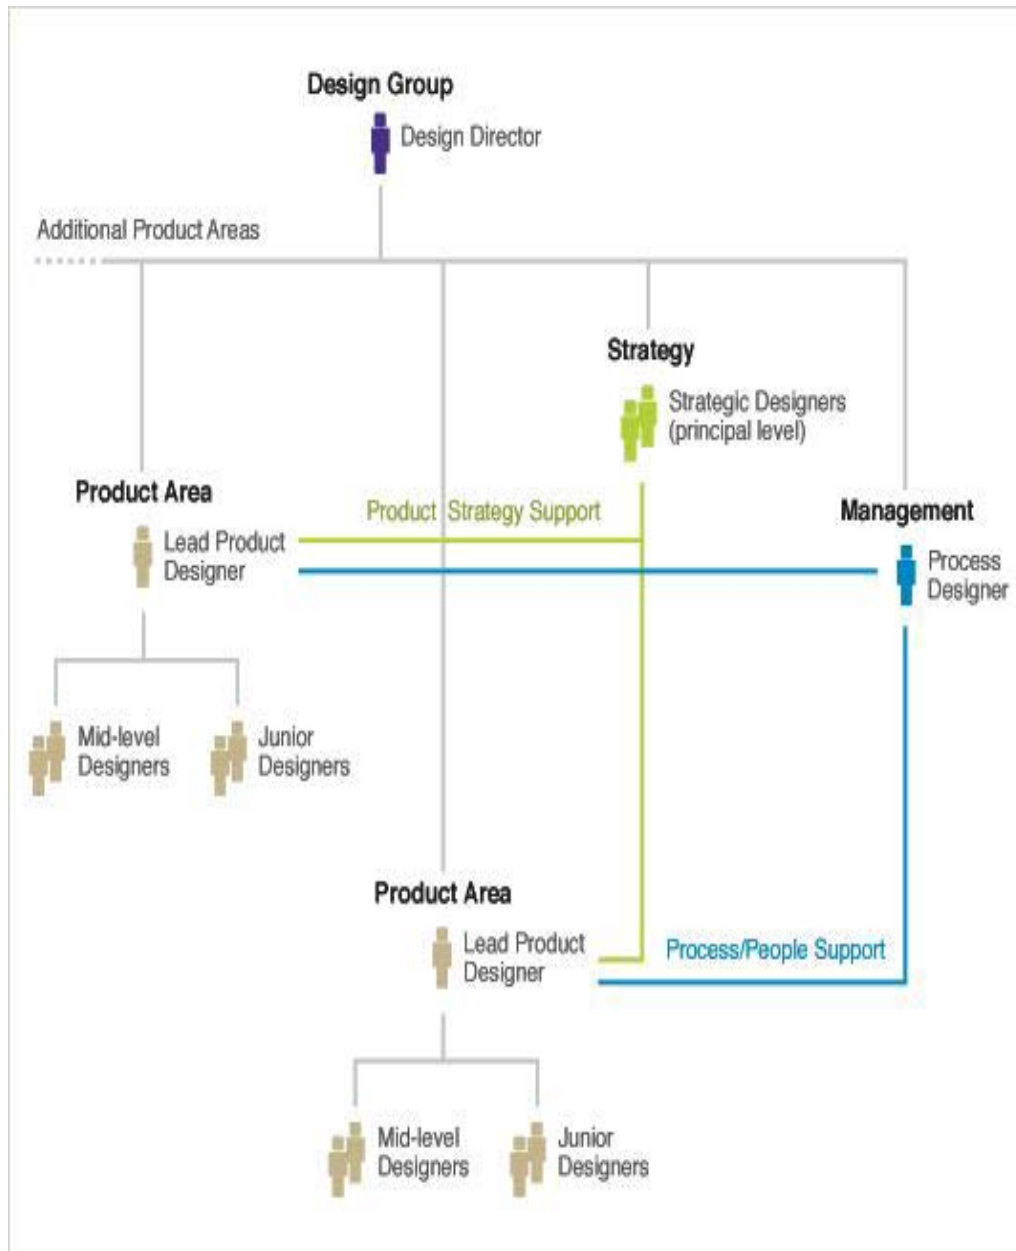 Design Group
Design Director
Additional Product Areas
Strategy
Strategic Designers
(principal level)
Product Area
Lead Product
Designer
Product Strategy Support
Management
Process
Designer
Mid-level
Designers
Junior
Designers
Product Area
Lead Product
Designer
Process/People Support
Mid-level
Designers
Junior
Designers